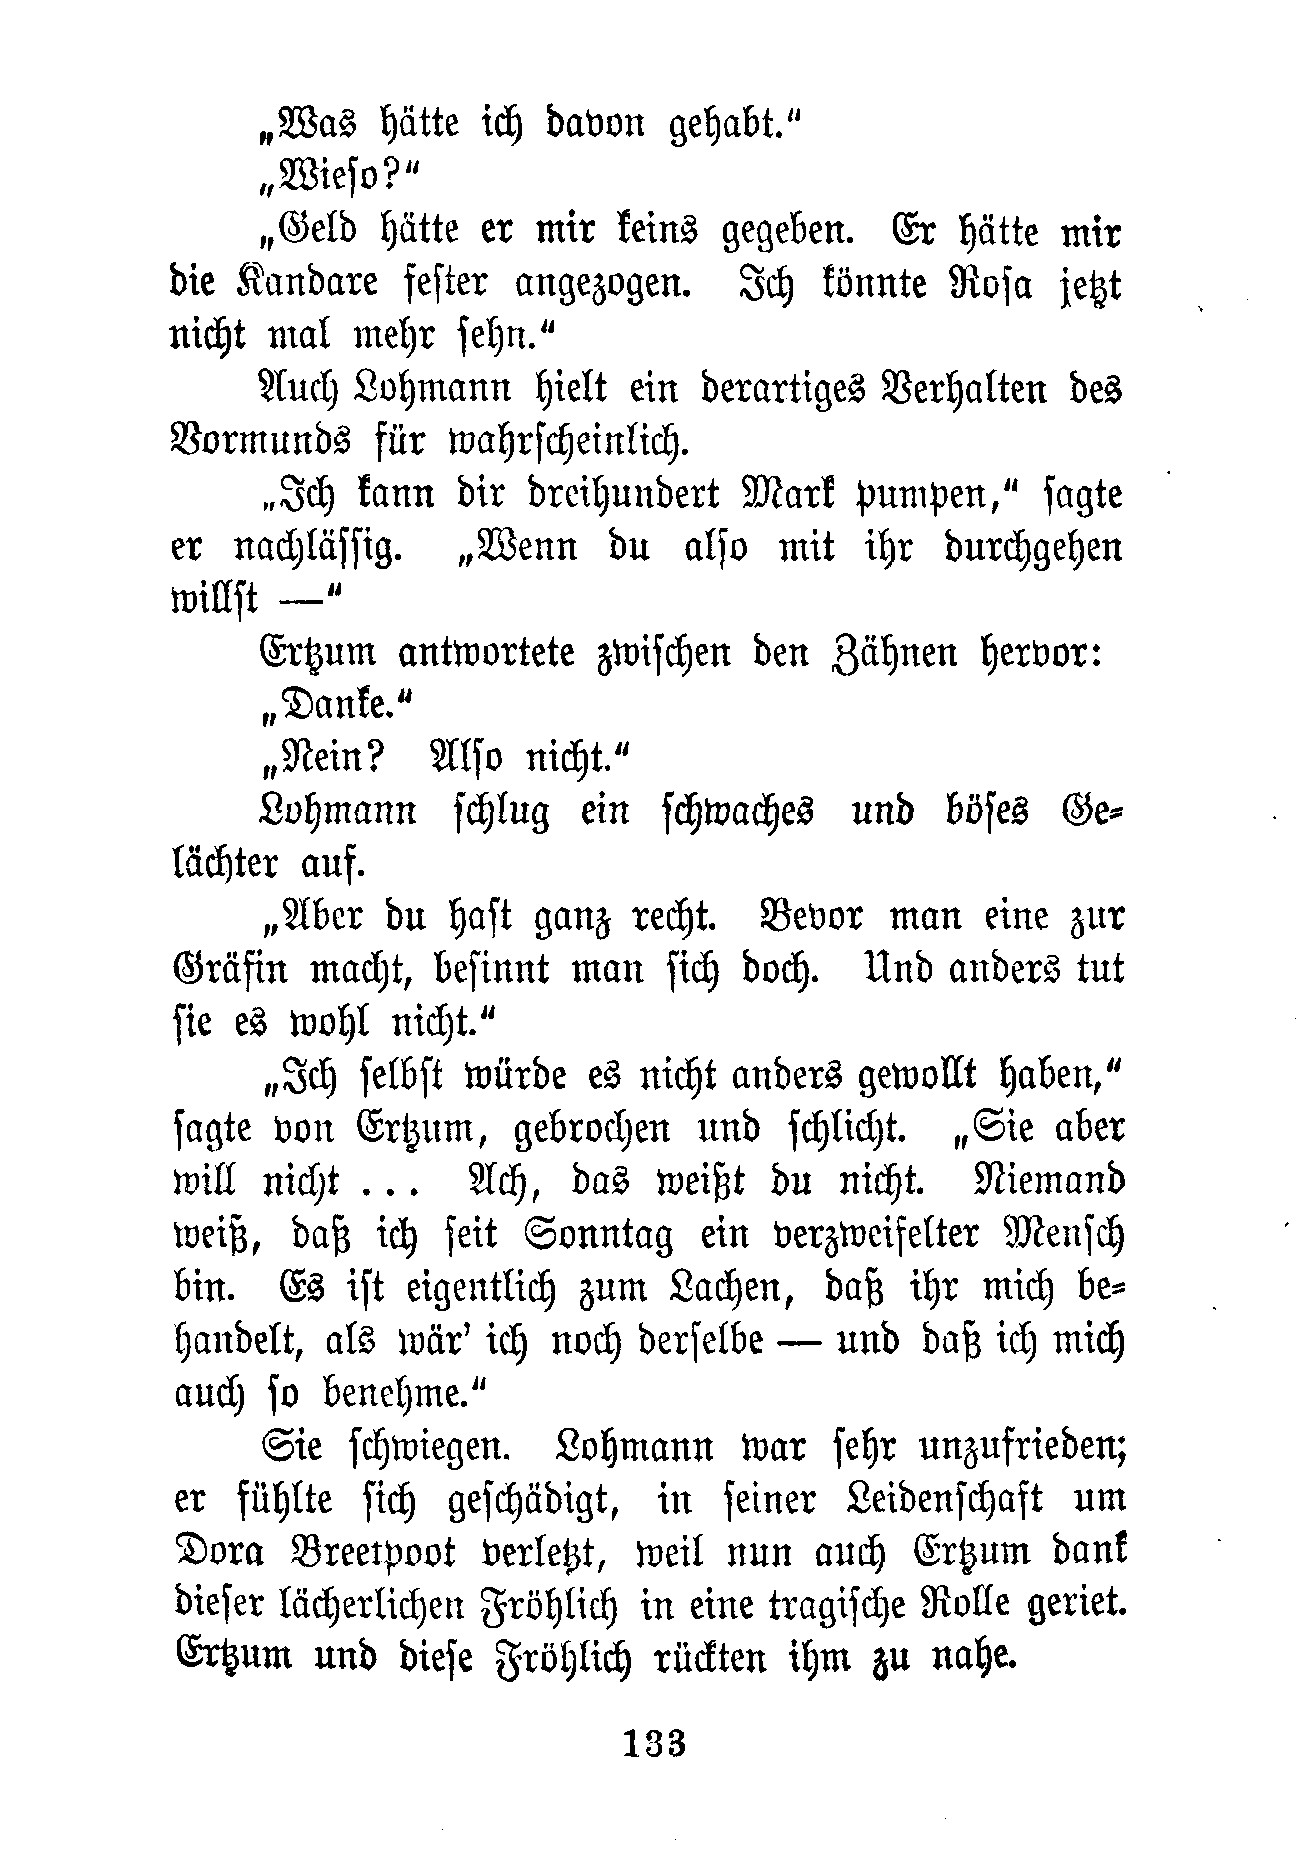 „Was hätte ich davon gehabt.“
„Wieso?“
„Geld hätte er mir keins gegeben. Er hätte mir
die Kandare fester angezogen. Ich könnte Rosa jetzt
nicht mal mehr sehn.“
Auch Lohmann hielt ein derartiges Verhalten des
Vormunds für wahrscheinlich.
„Ich kann dir dreihundert Mark pumpen,“ sagte
er nachlässig. „Wenn du also mit ihr durchgehen
willst —“
Ertzum antwortete zwischen den Zähnen hervor:
„Danke.“
„Nein? Also nicht.“
Lohmann schlug ein schwaches und böses Ge-
lächter auf.
„Aber du hast ganz recht. Bevor man eine zur
Gräfin macht, besinnt man sich doch. Und anders tut
sie es wohl nicht.“
„Ich selbst würde es nicht anders gewollt haben,“
sagte von Ertzum, gebrochen und schlicht. „Sie aber
will nicht ... Ach, das weißt du nicht. Niemand
weiß, daß ich seit Sonntag ein verzweifelter Mensch
bin. Es ist eigentlich zum Lachen, daß ihr mich be-
handelt, als wär’ ich noch derselbe — und daß ich mich
auch so benehme.“
Sie schwiegen. Lohmann war sehr unzufrieden;
er fühlte sich geschädigt, in seiner Leidenschaft um
Dora Breetpoot verletzt, weil nun auch Ertzum dank
dieser lächerlichen Fröhlich in eine tragische Rolle geriet.
Ertzum und diese Fröhlich rückten ihm zu nahe.
133